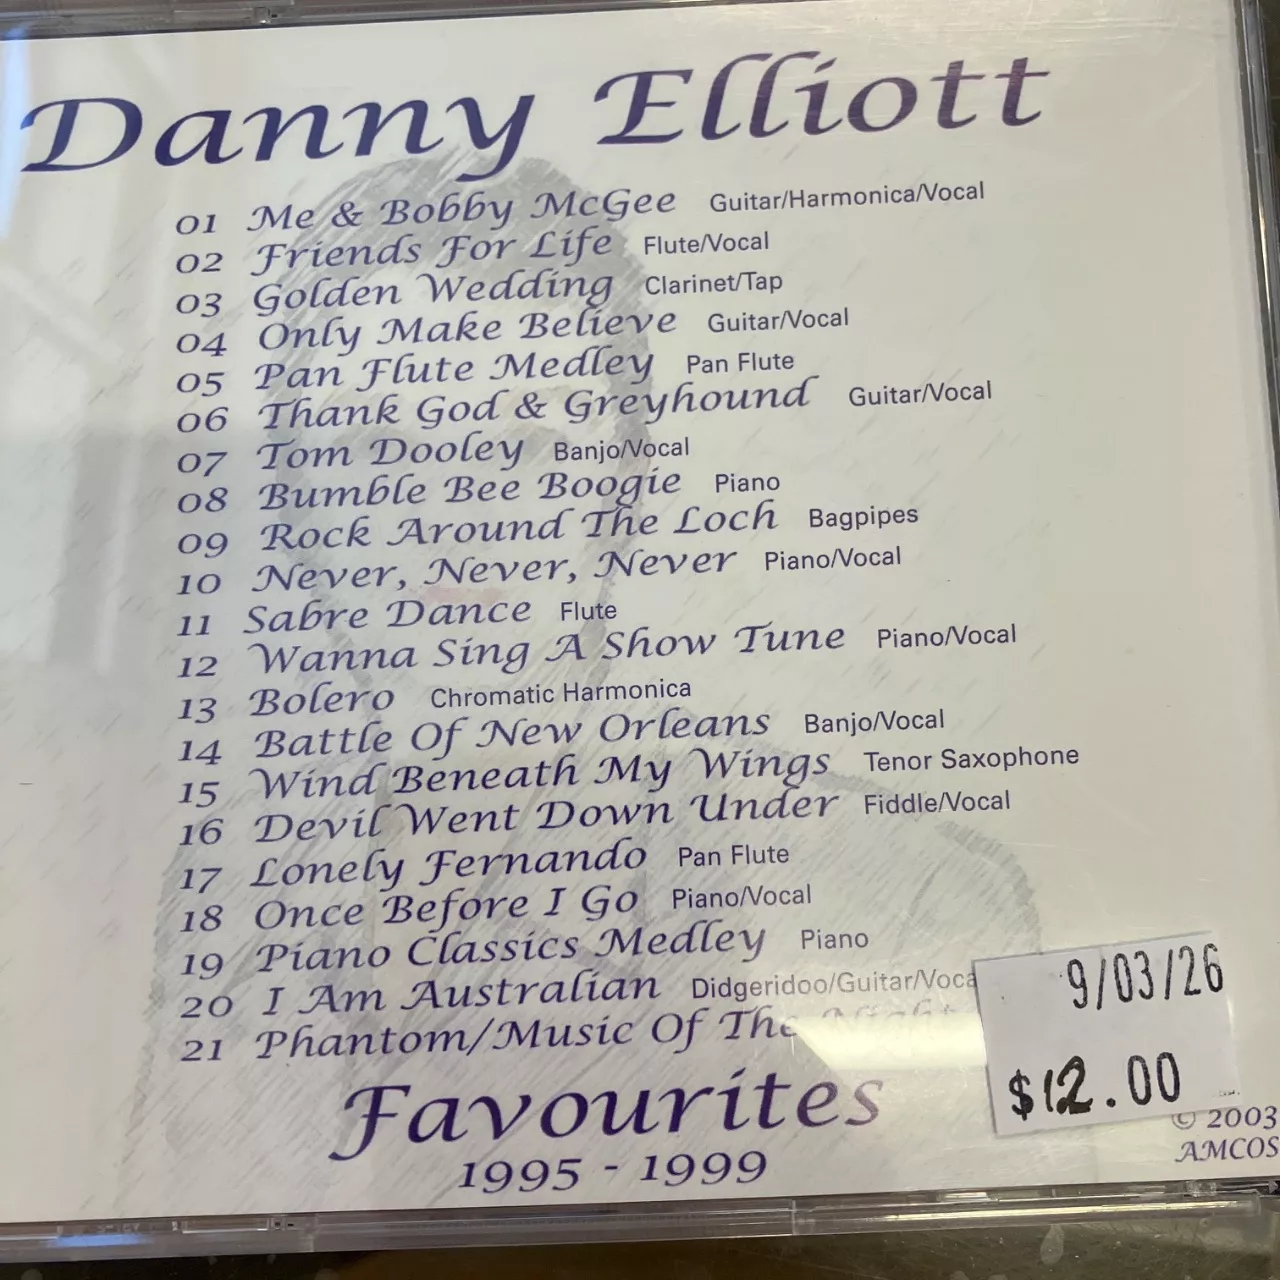 Danny Elliott
01 Me & Bobby McGee Guitar/Harmonica/Vocal
02 Friends For Life Flute/Vocal
03 Golden Wedding Clarinet/Tap
04 Only Make Believe Guitar/Vocal
05 Pan Flute Medley Pan Flute
06 Thank God & Greyhound Guitar/Vocal
07 Tom Dooley Banjo/Vocal
08 Bumble Bee Boogie Piano
09 Rock Around The Loch Bagpipes
10 Never, Never, Never Piano/Vocal
11 Sabre Dance Flute
12 Wanna Sing A Show Tune Piano/Vocal
13 Bolero Chromatic Harmonica
14 Battle Of New Orleans Banjo/Vocal
15 Wind Beneath My Wings Tenor Saxophone
16 Devil Went Down Under Fiddle/Vocal
17 Lonely Fernando Pan Flute
18 Once Before I Go Piano/Vocal
19 Piano Classics Medley Piano
20 I Am Australian Didgeridoo/Guitar/Voca
21 Phantom/Music Of The Night
9/03/26
$12.00
Favourites
1995 - 1999
© 2003
AMCOS